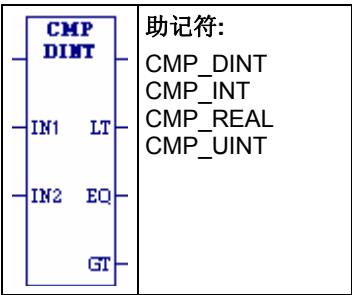 CMP
DINT
IN1 LT
IN2 EQ
GT
助记符:
CMP_DINT
CMP_INT
CMP_REAL
CMP_UINT